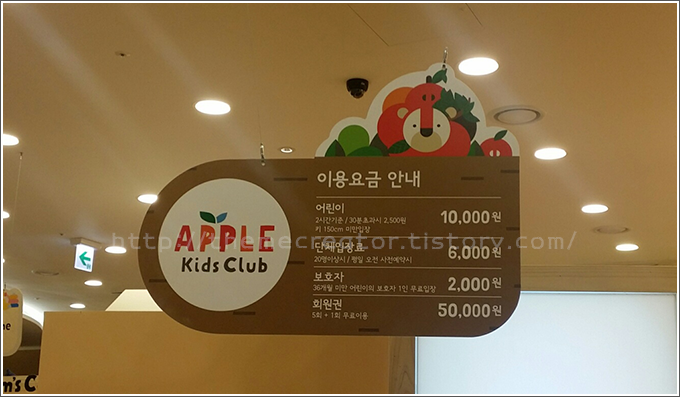 이용요금 안내
어린이
2시간기준 / 30분초과시 2,500원
키 150cm 미만입장
10,000원
단체입장료
20명이상시 / 평일 오전 사전예약시
6,000원
보호자
36개월 미만 어린이의 보호자 1인 무료입장
2,000원
회원권
5회 + 1회 무료이용
50,000원
APPLE
Kids Club
http://themecreator.tistory.com/
m's C